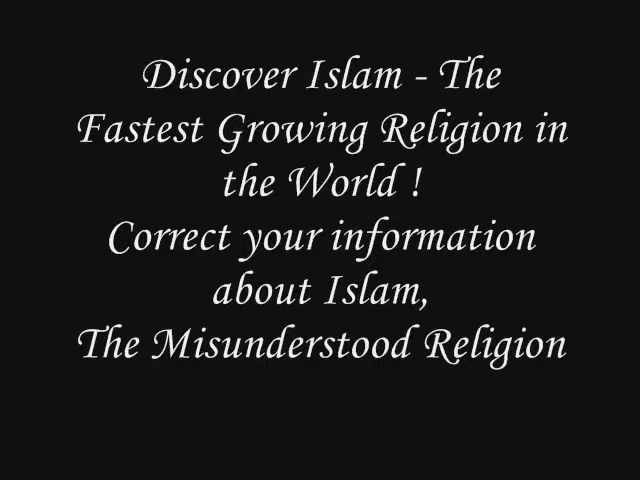 Discover Islam - The
Fastest Growing Religion in
the World !
Correct your information
about Islam,
The Misunderstood Religion